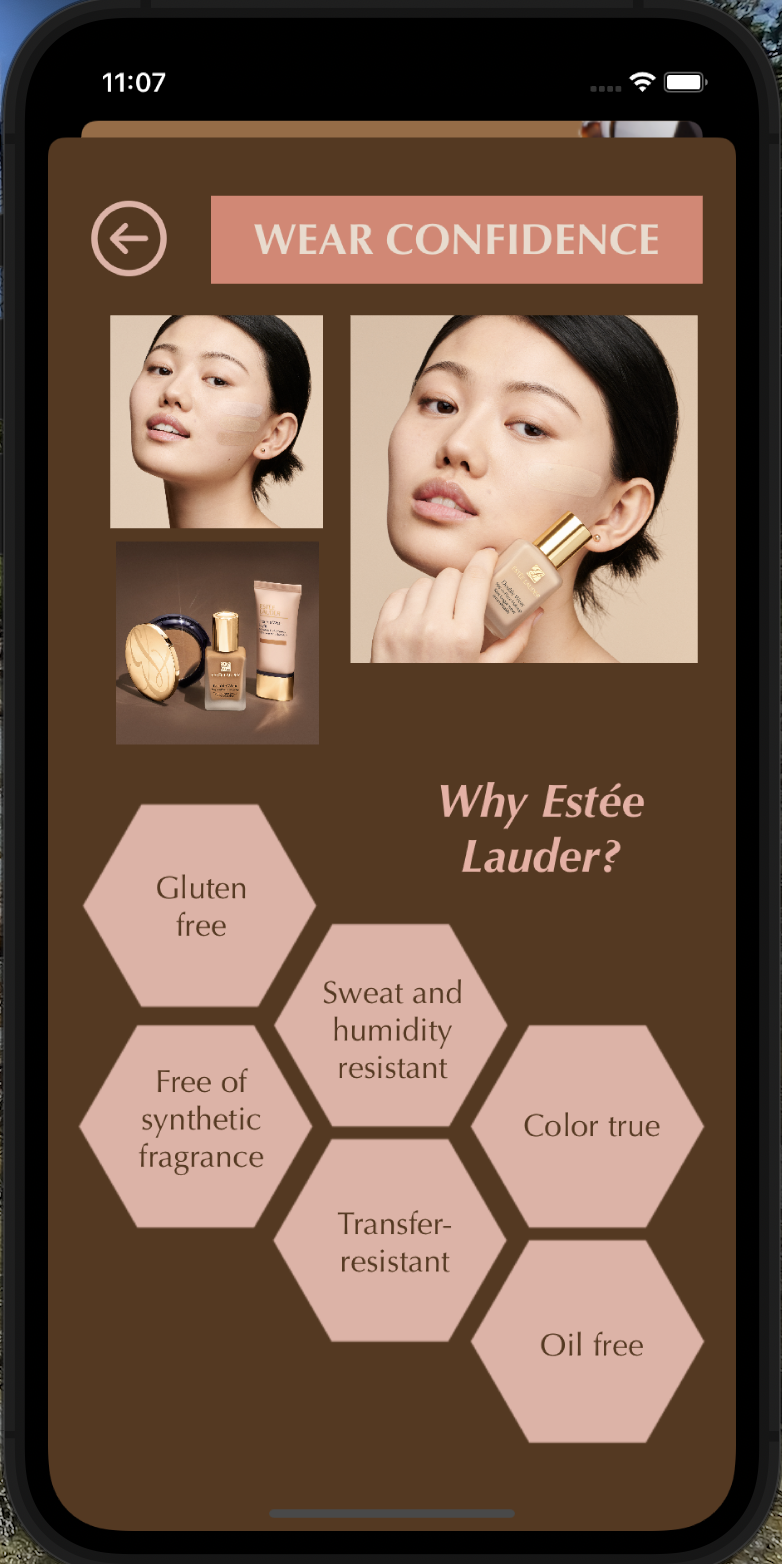 11:07
WEAR CONFIDENCE
Why Estée
Lauder?
Gluten
free
Sweat and
humidity
resistant
Free of
synthetic
fragrance
Color true
Transfer-
resistant
Oil free